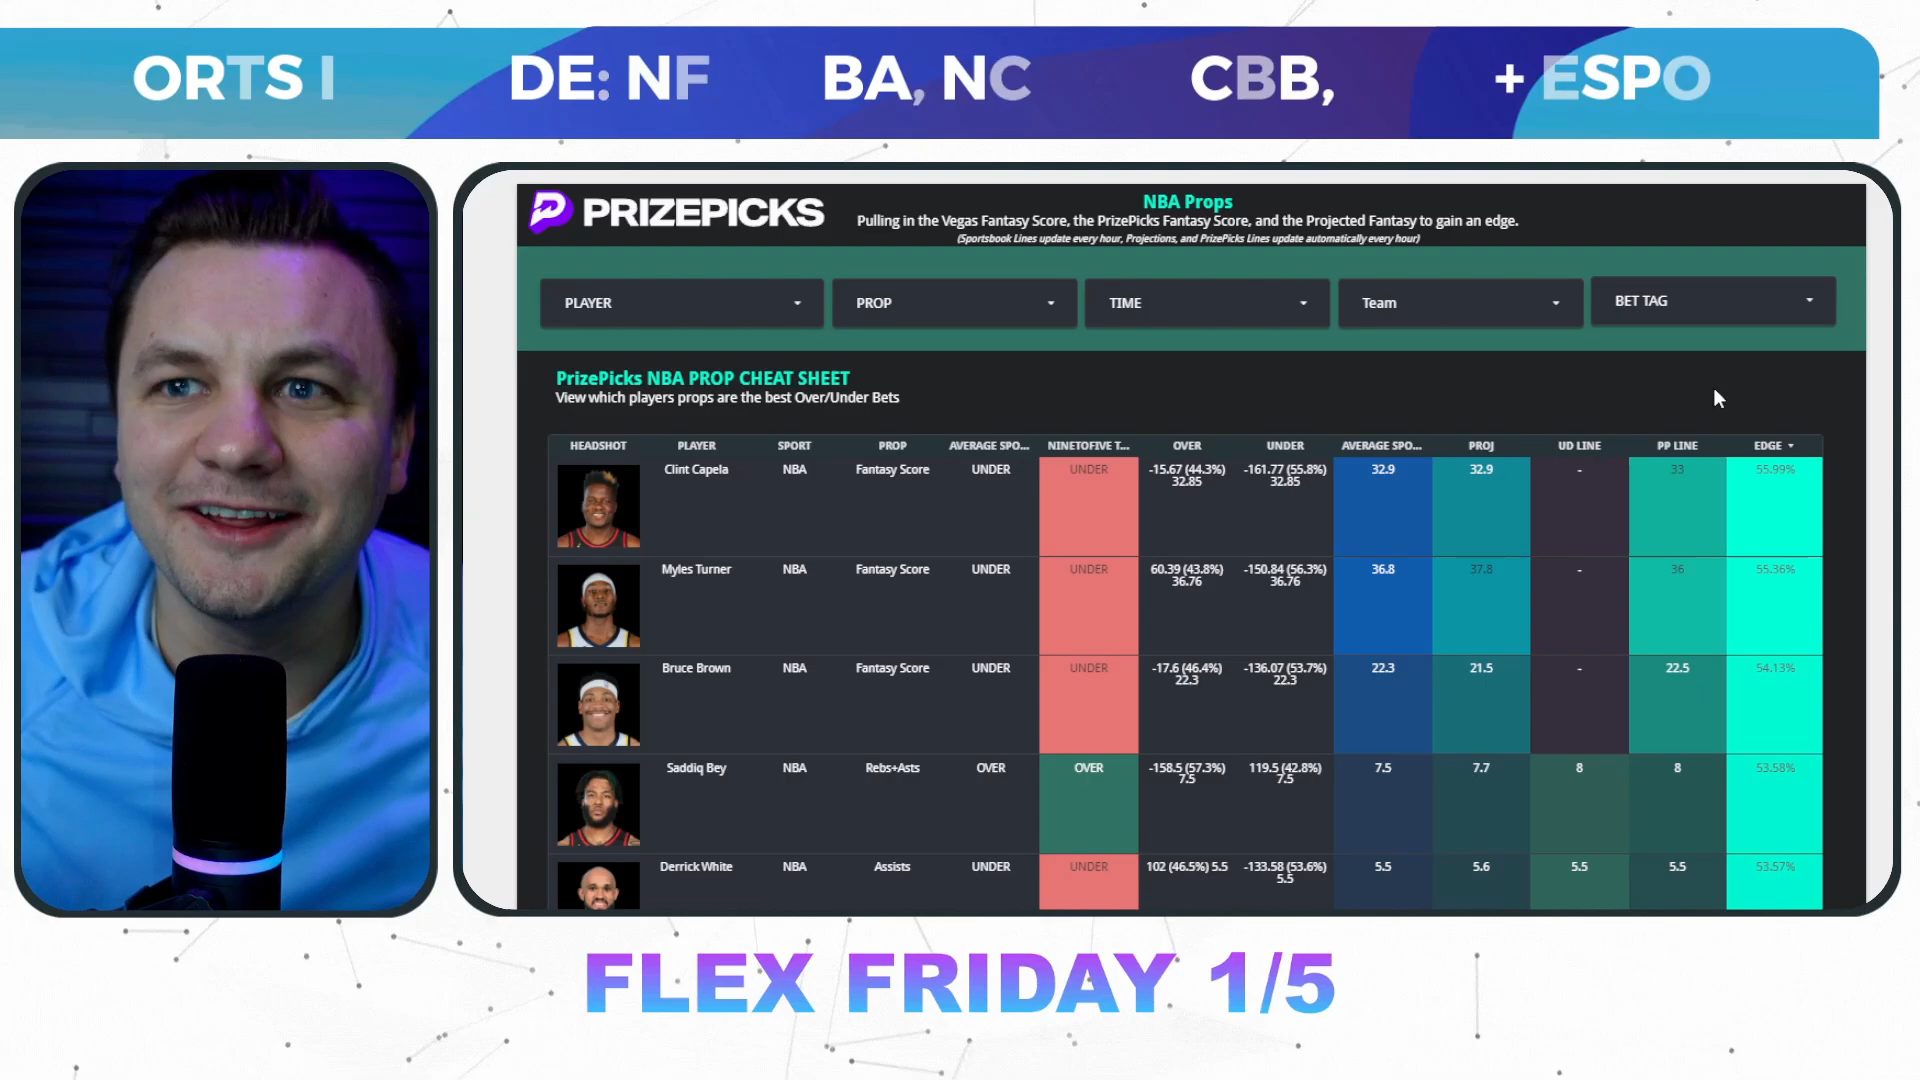 ORTS I DE: NF BA, NC CBB, + ESPO
PRIZEPICKS
NBA Props
Pulling in the Vegas Fantasy Score, the PrizePicks Fantasy Score, and the Projected Fantasy to gain an edge.
(Sportsbook Lines update every hour, Projections, and PrizePicks Lines update automatically every hour)
PLAYER PROP TIME Team BET TAG
PrizePicks NBA PROP CHEAT SHEET
View which players props are the best Over/Under Bets
HEADSHOT PLAYER SPORT PROP AVERAGE SPO... NINETOFIVE T... OVER UNDER AVERAGE SPO... PROJ UD LINE PP LINE EDGE
Clint Capela NBA Fantasy Score UNDER UNDER -15.67 (44.3%) -161.77 (55.8%) 32.9 32.9 - 33 55.99%
32.85 32.85
Myles Turner NBA Fantasy Score UNDER UNDER 60.39 (43.8%) -150.84 (56.3%) 36.8 37.8 - 36 55.36%
36.76 36.76
Bruce Brown NBA Fantasy Score UNDER UNDER -17.6 (46.4%) -136.07 (53.7%) 22.3 21.5 - 22.5 54.13%
22.3 22.3
Saddiq Bey NBA Rebs+Asts OVER OVER -158.5 (57.3%) 119.5 (42.8%) 7.5 7.7 8 8 53.58%
7.5 7.5
Derrick White NBA Assists UNDER UNDER 102 (46.5%) 5.5 -133.58 (53.6%) 5.5 5.6 5.5 5.5 53.57%
5.5
FLEX FRIDAY 1/5